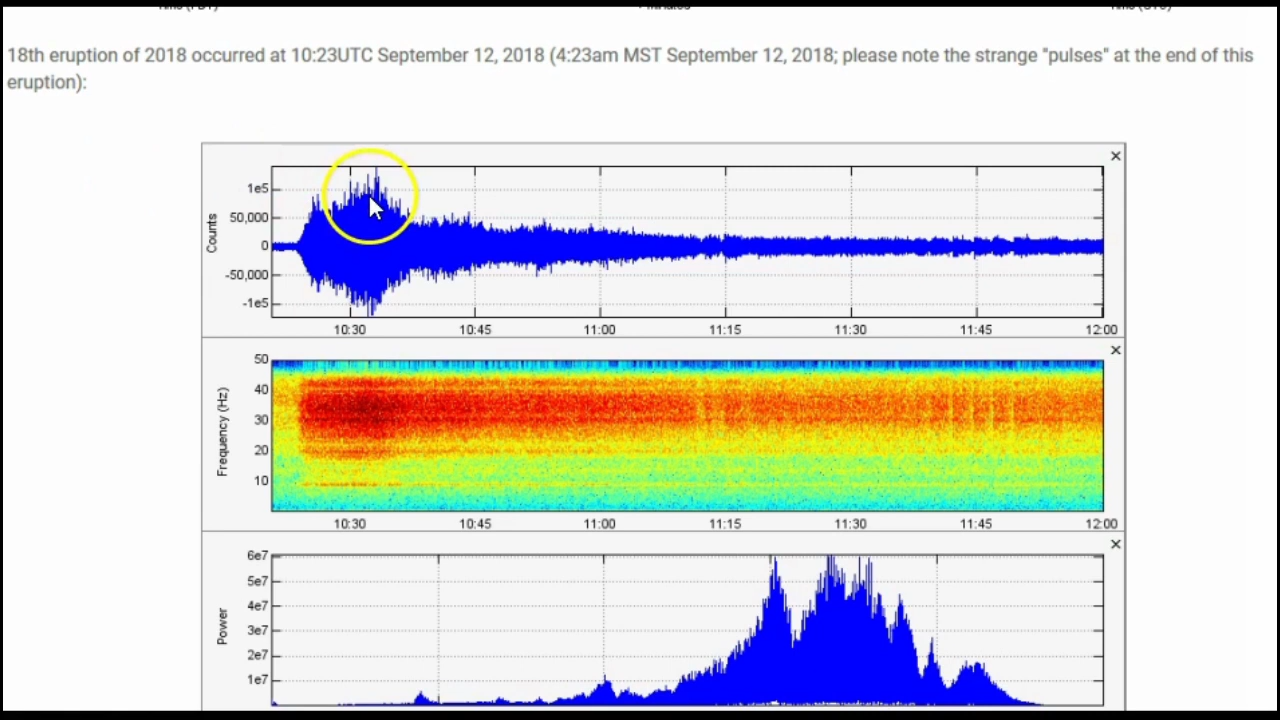 18th eruption of 2018 occurred at 10:23UTC September 12, 2018 (4:23am MST September 12, 2018; please note the strange "pulses" at the end of this
eruption):
1e5
50,000
0
-50,000
-1e5
Counts
10:30 10:45 11:00 11:15 11:30 11:45 12:00
50
40
30
20
10
Frequency (Hz)
10:30 10:45 11:00 11:15 11:30 11:45 12:00
6e7
5e7
4e7
3e7
2e7
1e7
Power